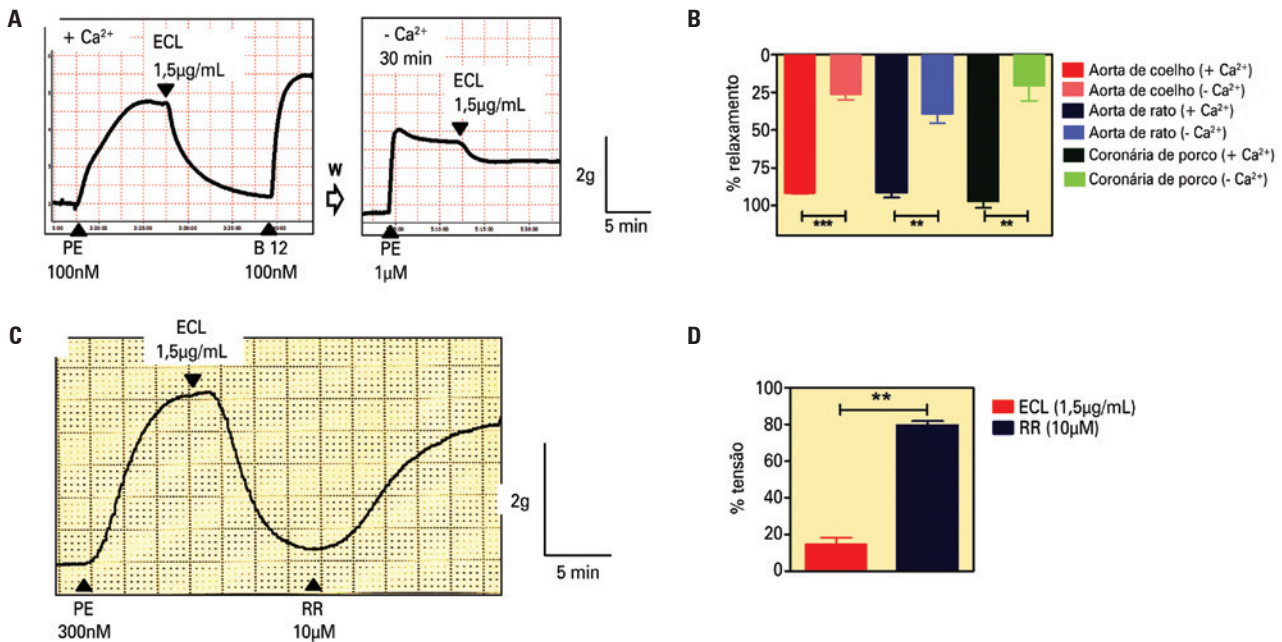 A
+ Ca²⁺
ECL
1,5µg/mL
PE
100nM
B 12
100nM
W
- Ca²⁺
30 min
ECL
1,5µg/mL
PE
1µM
2g
5 min
B
% relaxamento
0
25
50
75
100
***
**
**
Aorta de coelho (+ Ca²⁺)
Aorta de coelho (- Ca²⁺)
Aorta de rato (+ Ca²⁺)
Aorta de rato (- Ca²⁺)
Coronária de porco (+ Ca²⁺)
Coronária de porco (- Ca²⁺)
C
ECL
1,5µg/mL
PE
300nM
RR
10µM
2g
5 min
D
% tensão
100
80
60
40
20
0
**
ECL (1,5µg/mL)
RR (10µM)